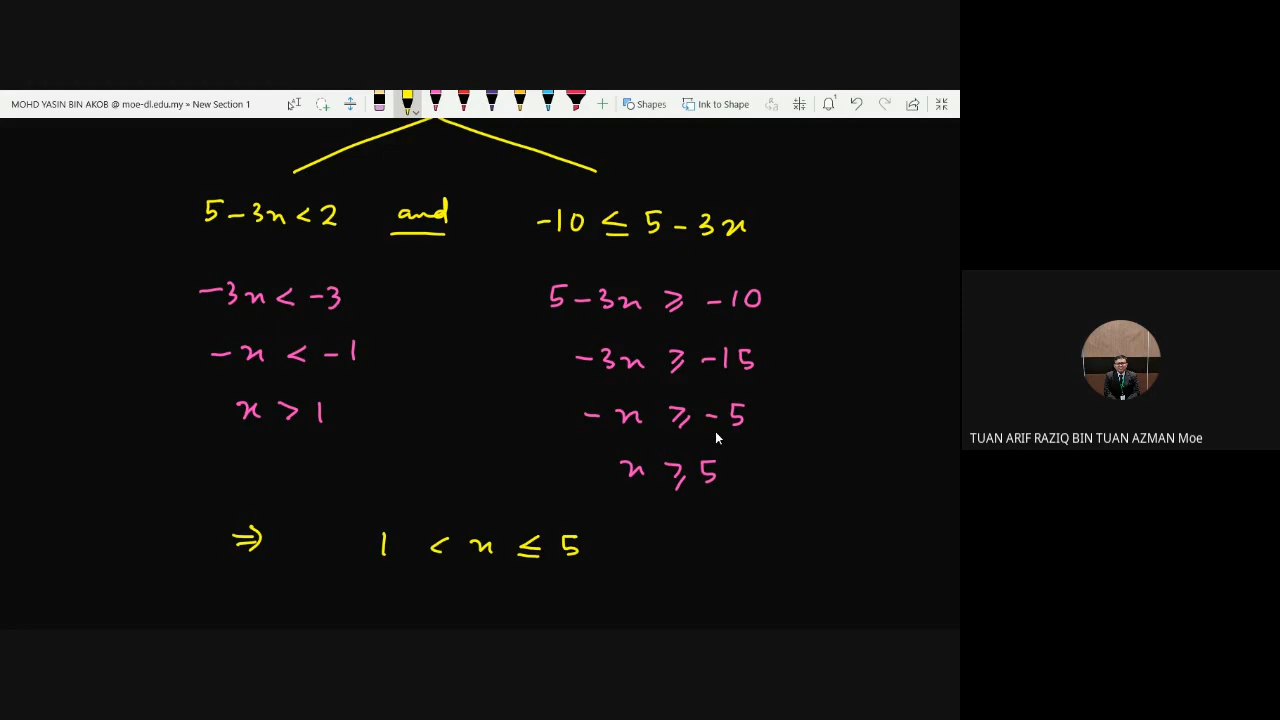 MOHD YASIN BIN AKOB @ moe-dl.edu.my » New Section 1
Shapes
Ink to Shape
5 - 3x < 2 and -10 ≤ 5 - 3x
-3x < -3
5 - 3x ⩾ -10
-x < -1
-3x ⩾ -15
x > 1
-x ⩾ -5
x ⩾ 5
⇒ 1 < x ≤ 5
TUAN ARIF RAZIQ BIN TUAN AZMAN Moe